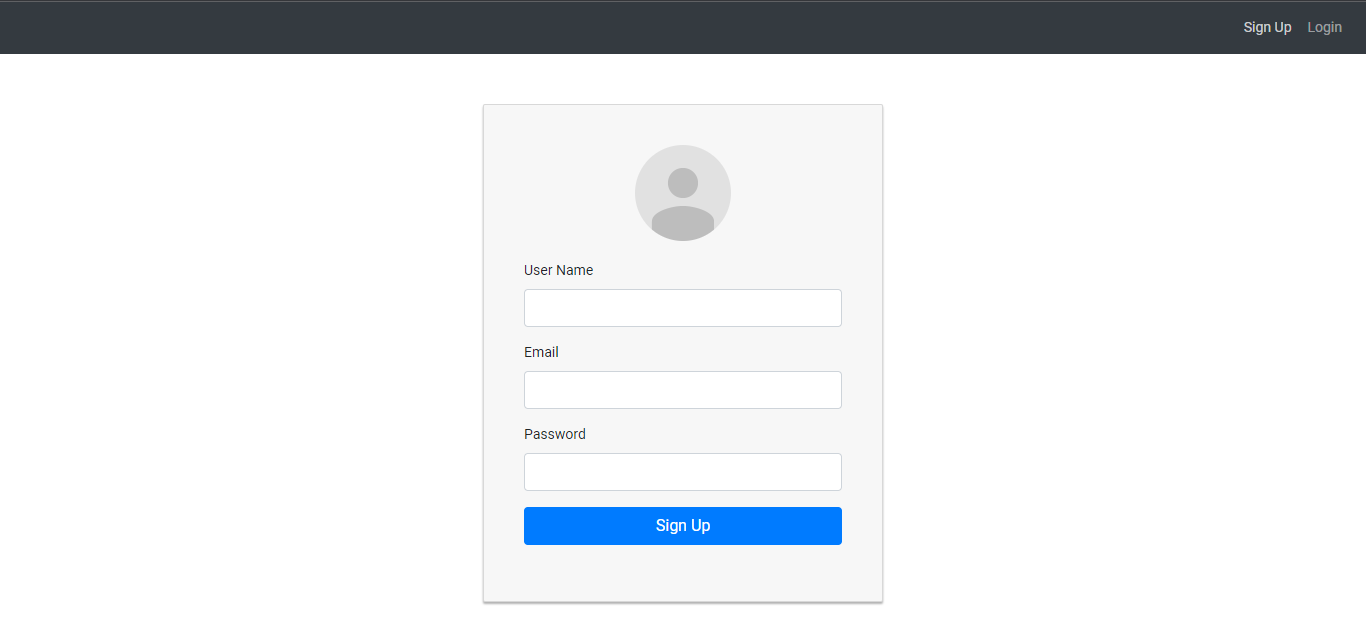 Sign Up Login
User Name
Email
Password
Sign Up